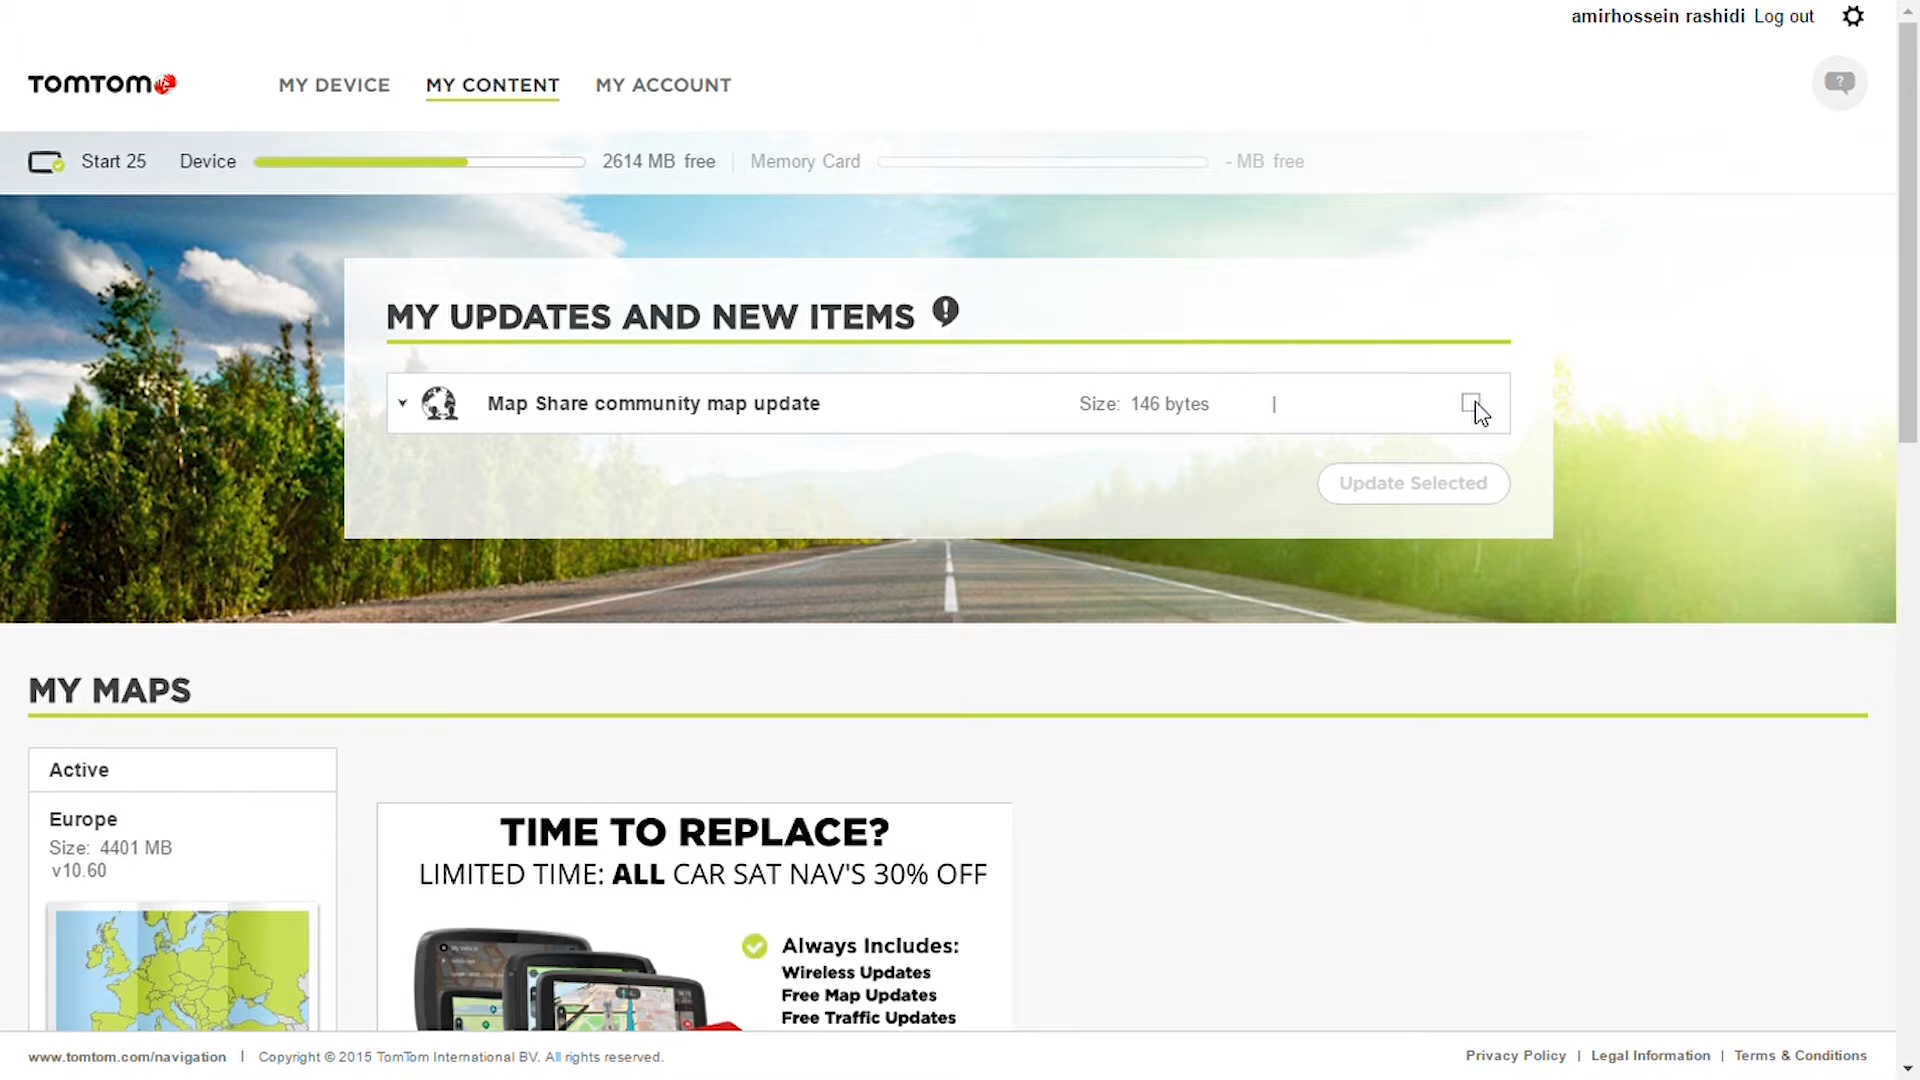 amirhossein rashidi Log out
TOMTOM
MY DEVICE MY CONTENT MY ACCOUNT
?
Start 25 Device 2614 MB free Memory Card - MB free
MY UPDATES AND NEW ITEMS
Map Share community map update Size: 146 bytes |
Update Selected
MY MAPS
Active
Europe
Size: 4401 MB
v10.60
TIME TO REPLACE?
LIMITED TIME: ALL CAR SAT NAV'S 30% OFF
Always Includes:
Wireless Updates
Free Map Updates
Free Traffic Updates
www.tomtom.com/navigation | Copyright © 2015 TomTom International BV. All rights reserved.
Privacy Policy | Legal Information | Terms & Conditions